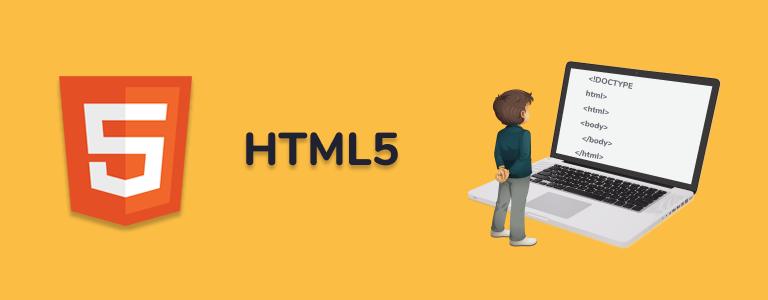 5
HTML5
<!DOCTYPE
html>
<html>
<body>
</body>
</html>